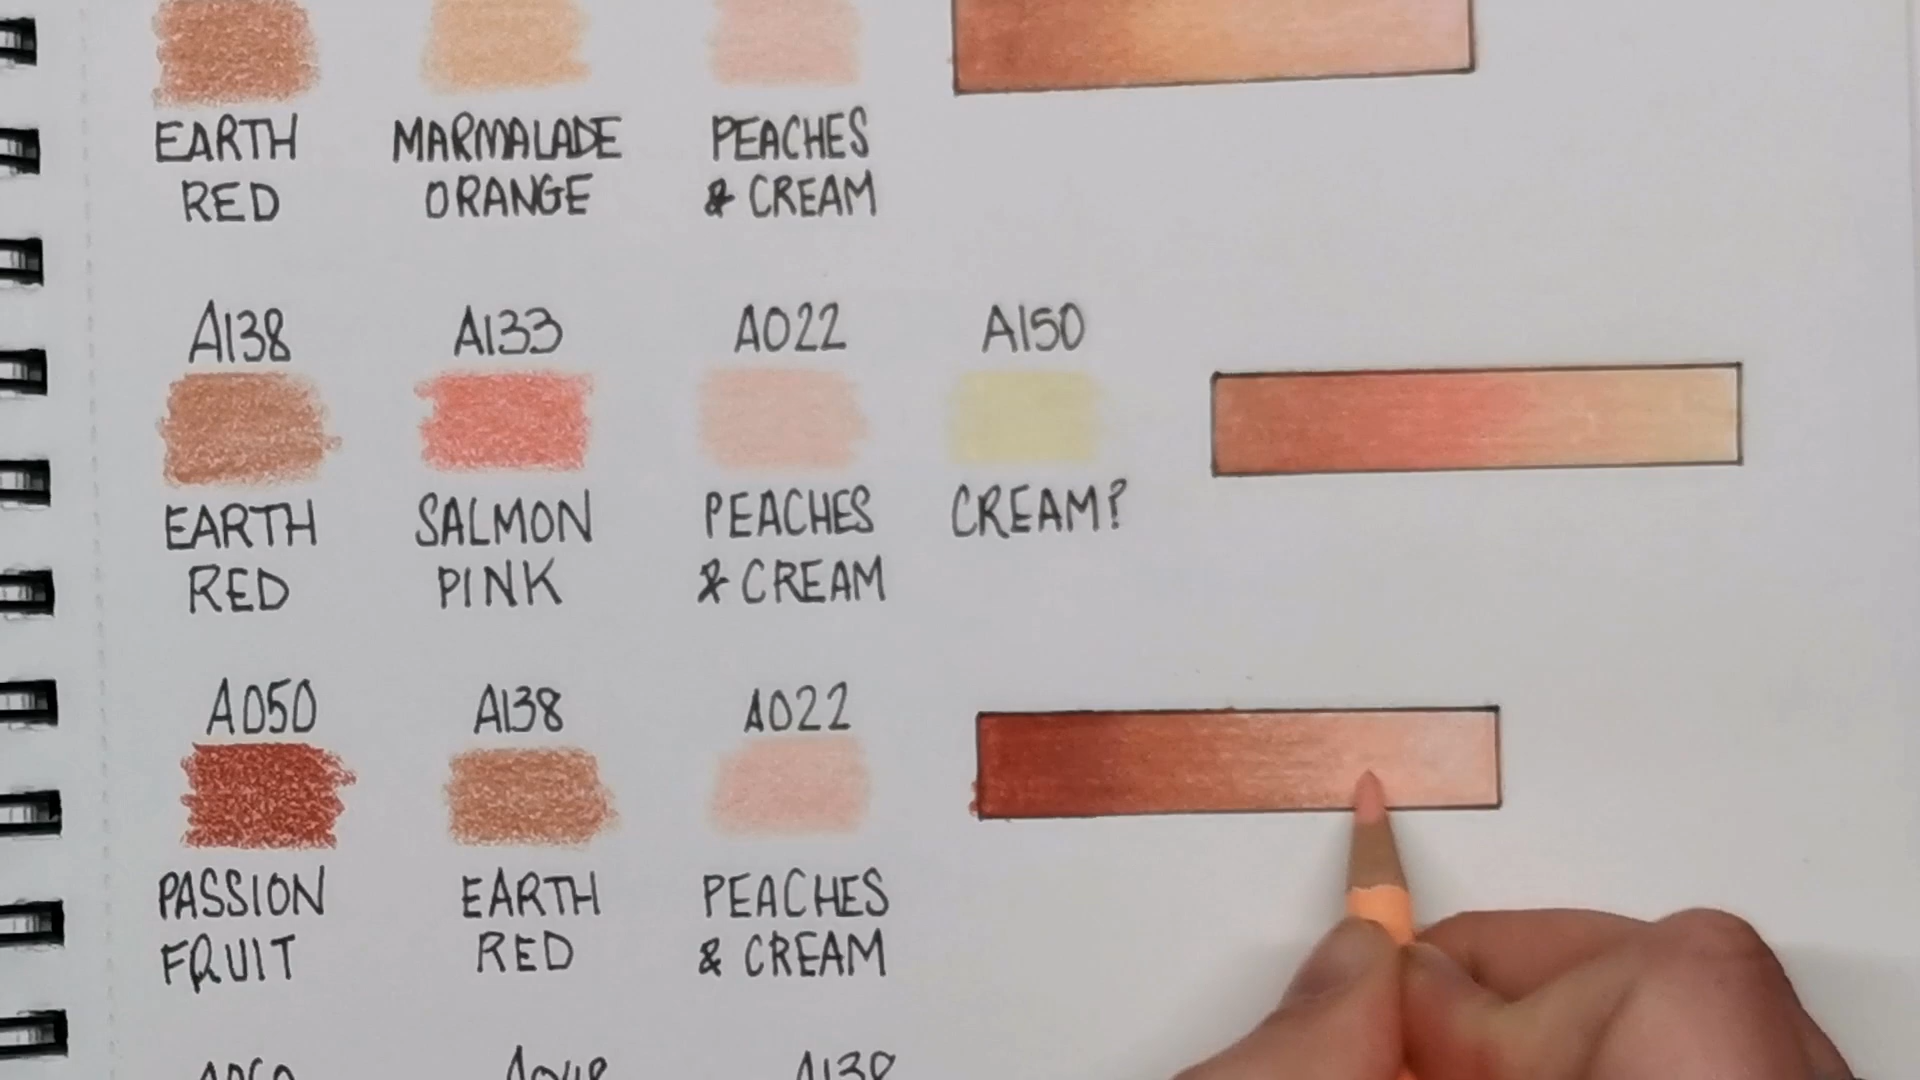 EARTH MARMALADE PEACHES
RED ORANGE & CREAM
A138 A133 A022 A150
EARTH SALMON PEACHES CREAM?
RED PINK & CREAM
A050 A138 A022
PASSION EARTH PEACHES
FRUIT RED & CREAM